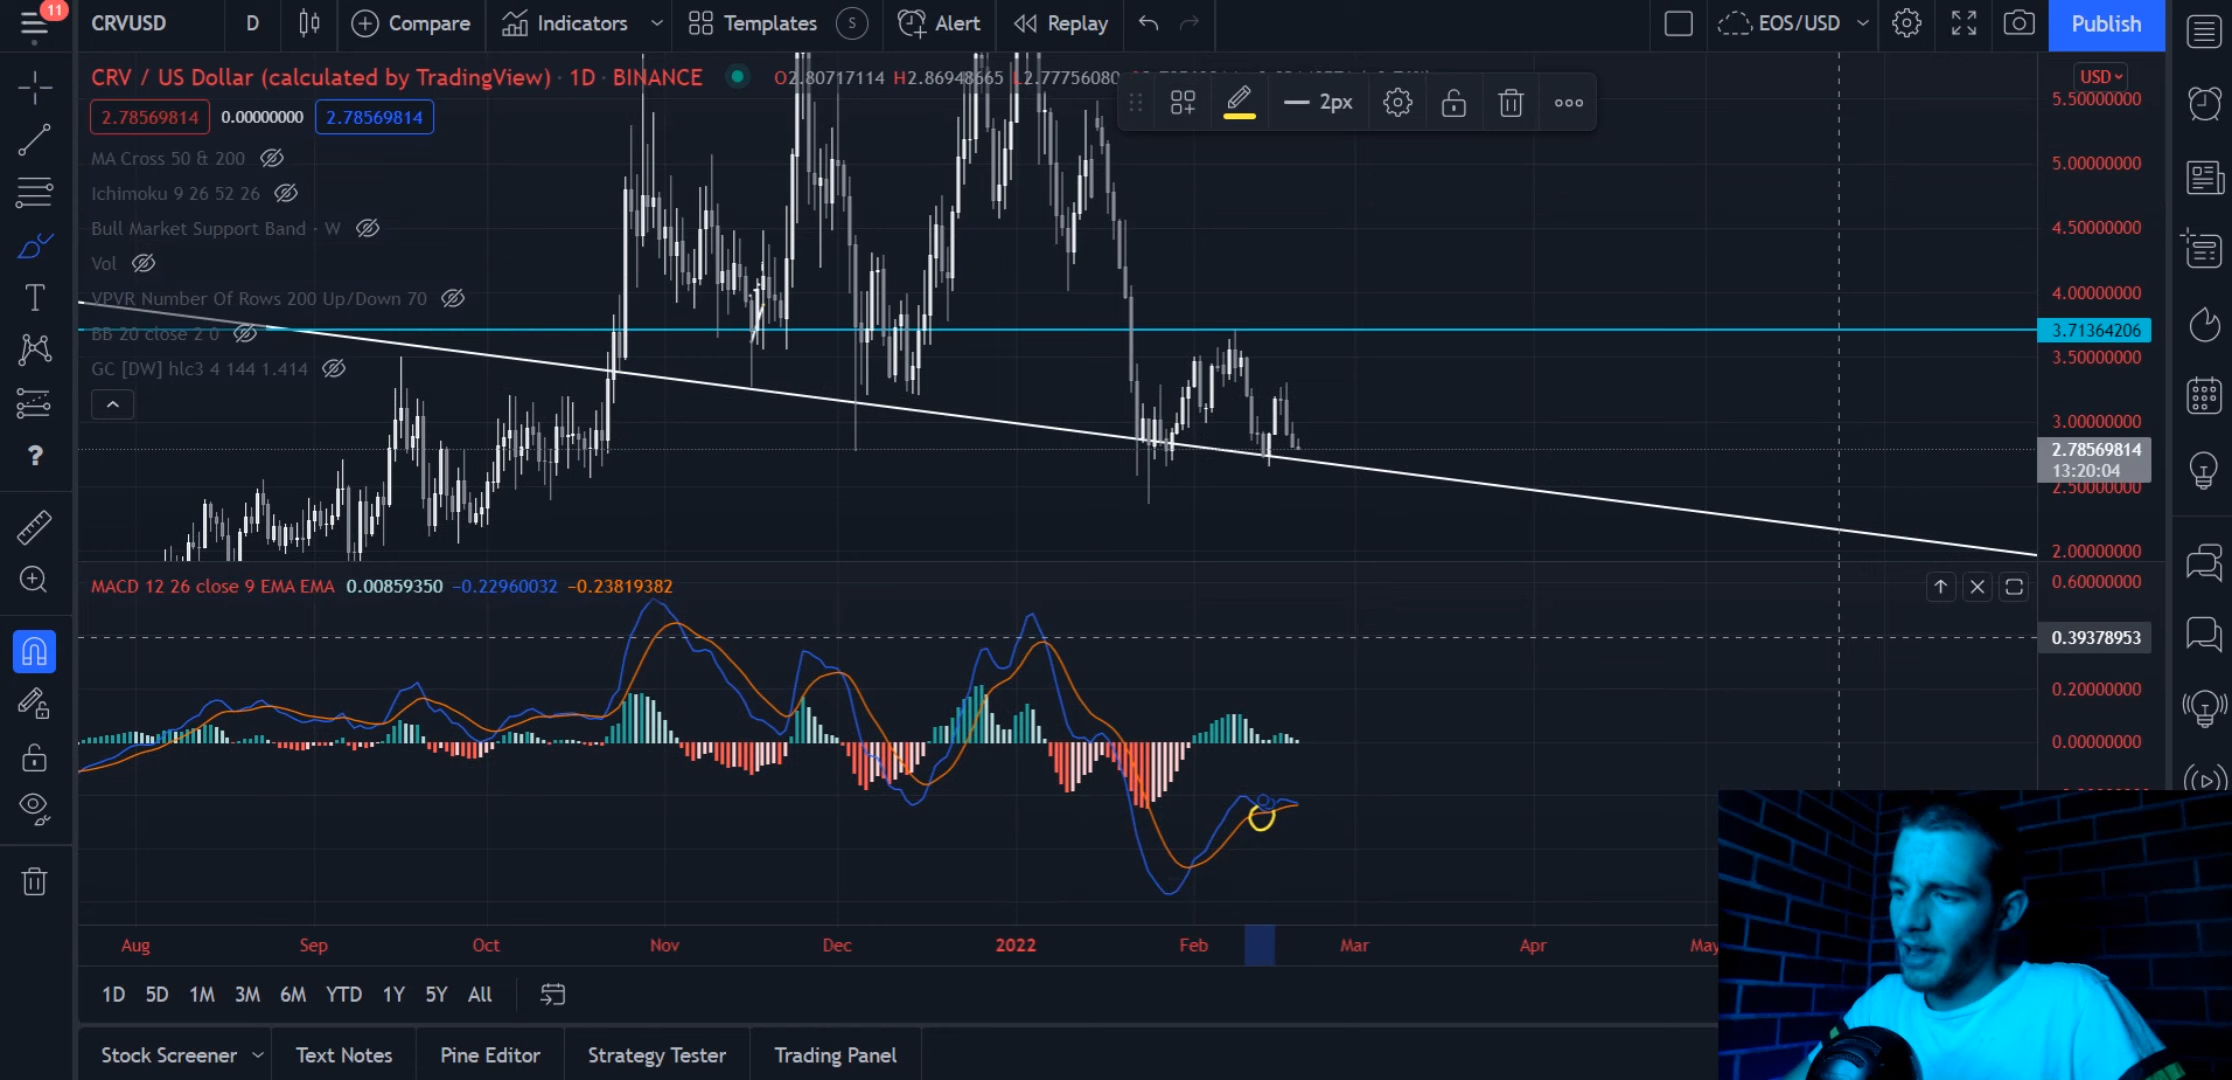 11
CRVUSD D Compare Indicators Templates S Alert Replay EOS/USD Publish
CRV / US Dollar (calculated by TradingView) · 1D · BINANCE O2.80717114 H2.86948665 L2.77756080
USD
2.78569814 0.00000000 2.78569814
2px
MA Cross 50 & 200
Ichimoku 9 26 52 26
Bull Market Support Band · W
Vol
VPVR Number Of Rows 200 Up/Down 70
BB 20 close 2 0
GC [DW] hlc3 4 144 1.414
5.50000000
5.00000000
4.50000000
4.00000000
3.71364206
3.50000000
3.00000000
2.78569814
13:20:04
2.50000000
2.00000000
MACD 12 26 close 9 EMA EMA 0.00859350 −0.22960032 −0.23819382
0.60000000
0.39378953
0.20000000
0.00000000
Aug Sep Oct Nov Dec 2022 Feb Mar Apr May
1D 5D 1M 3M 6M YTD 1Y 5Y All
Stock Screener Text Notes Pine Editor Strategy Tester Trading Panel